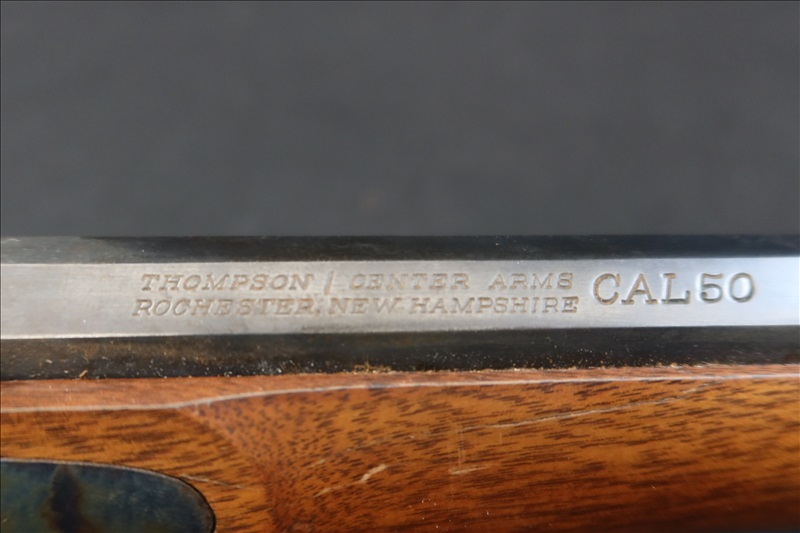 THOMPSON / CENTER ARMS
ROCHESTER, NEW HAMPSHIRE
CAL 50